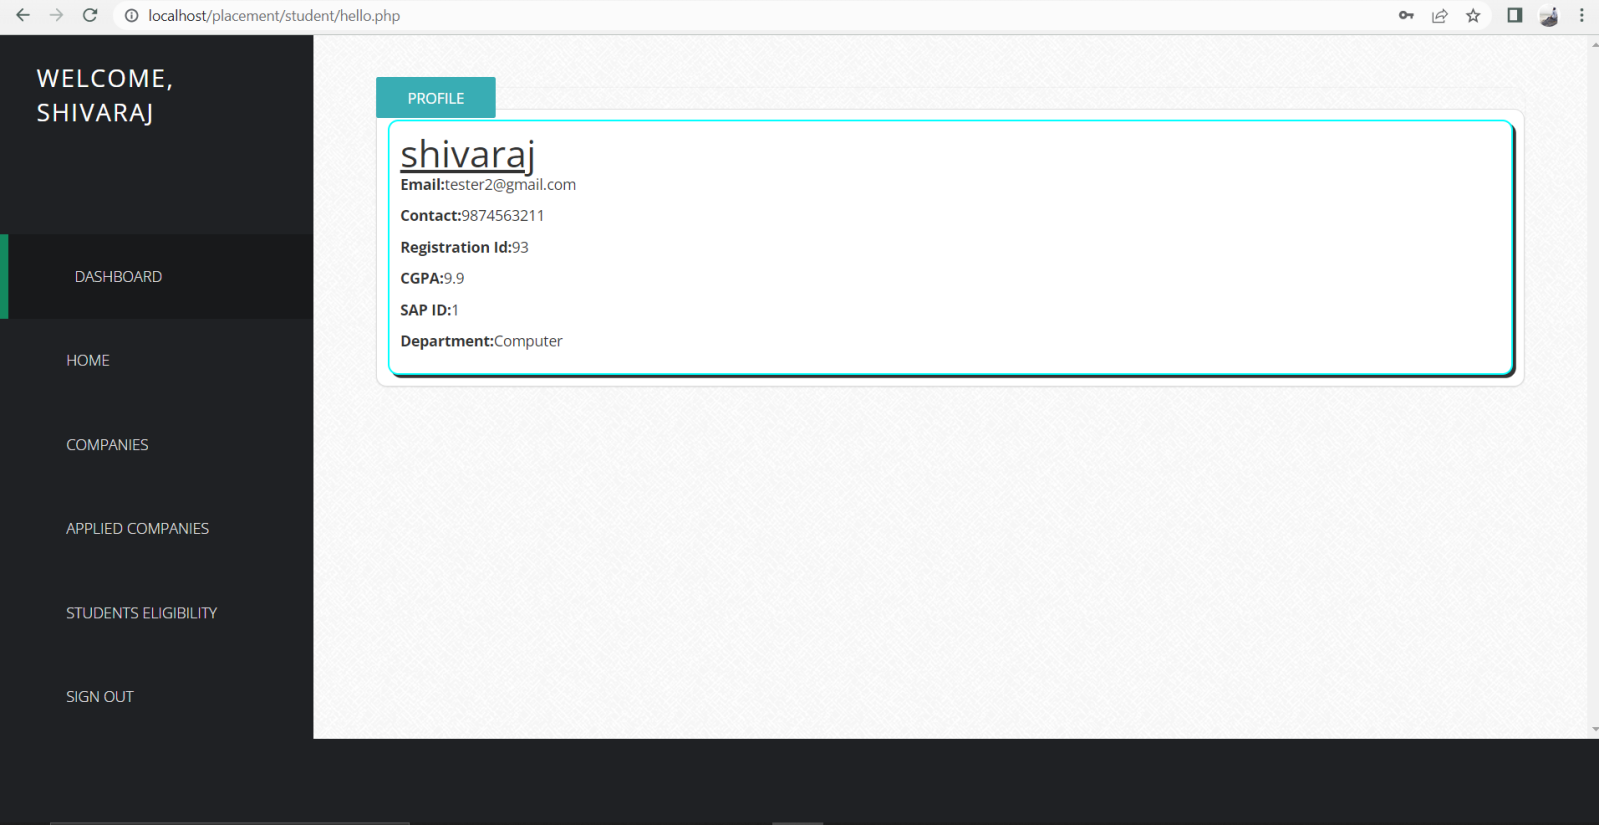 localhost/placement/student/hello.php
WELCOME,
SHIVARAJ
DASHBOARD
HOME
COMPANIES
APPLIED COMPANIES
STUDENTS ELIGIBILITY
SIGN OUT
PROFILE
shivaraj
Email:tester2@gmail.com
Contact:9874563211
Registration Id:93
CGPA:9.9
SAP ID:1
Department:Computer